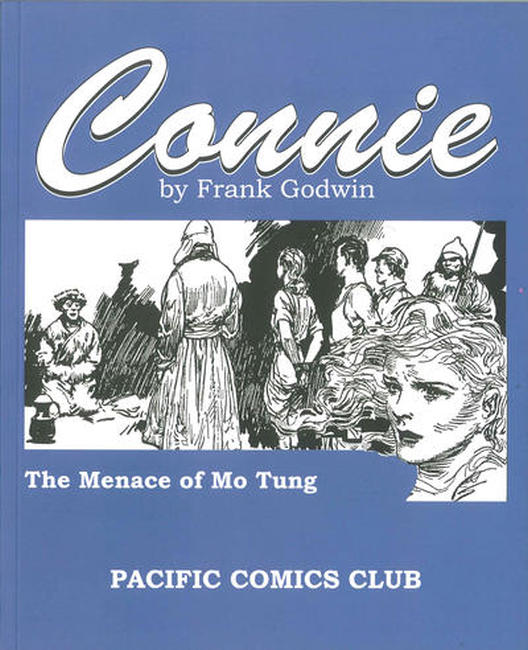 Connie
by Frank Godwin
The Menace of Mo Tung
PACIFIC COMICS CLUB